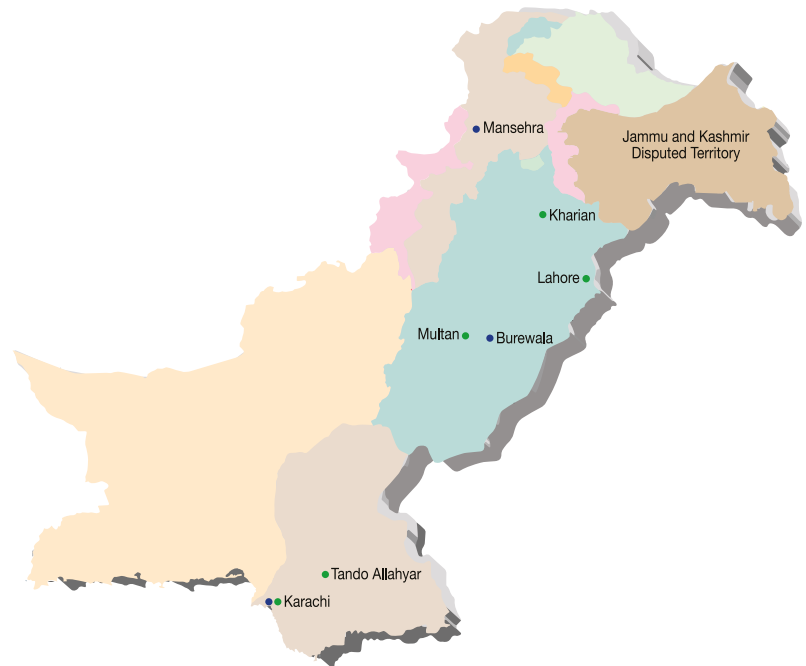 Mansehra
Jammu and Kashmir
Disputed Territory
Kharian
Lahore
Multan
Burewala
Tando Allahyar
Karachi